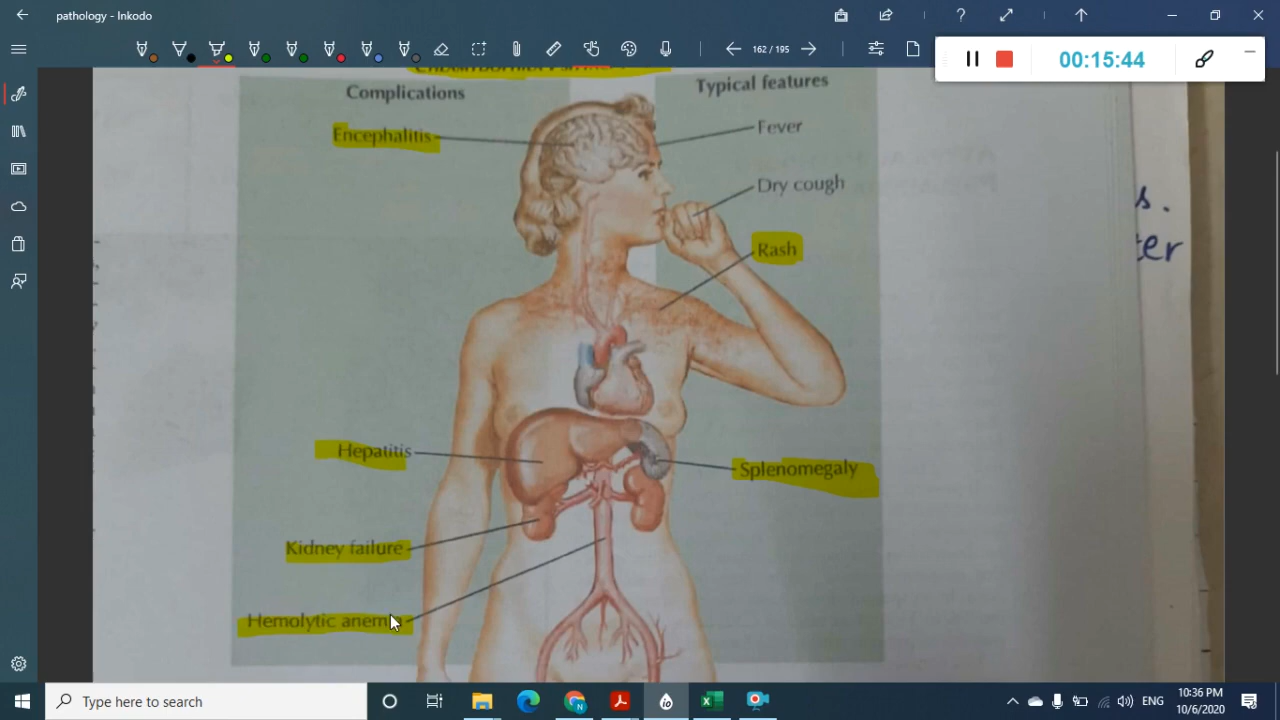 pathology - Inkodo
162 / 195
00:15:44
Complications
Typical features
Encephalitis
Fever
Dry cough
Rash
s.
ter
Hepatitis
Splenomegaly
Kidney failure
Hemolytic anem
Type here to search
ENG
10:36 PM
10/6/2020